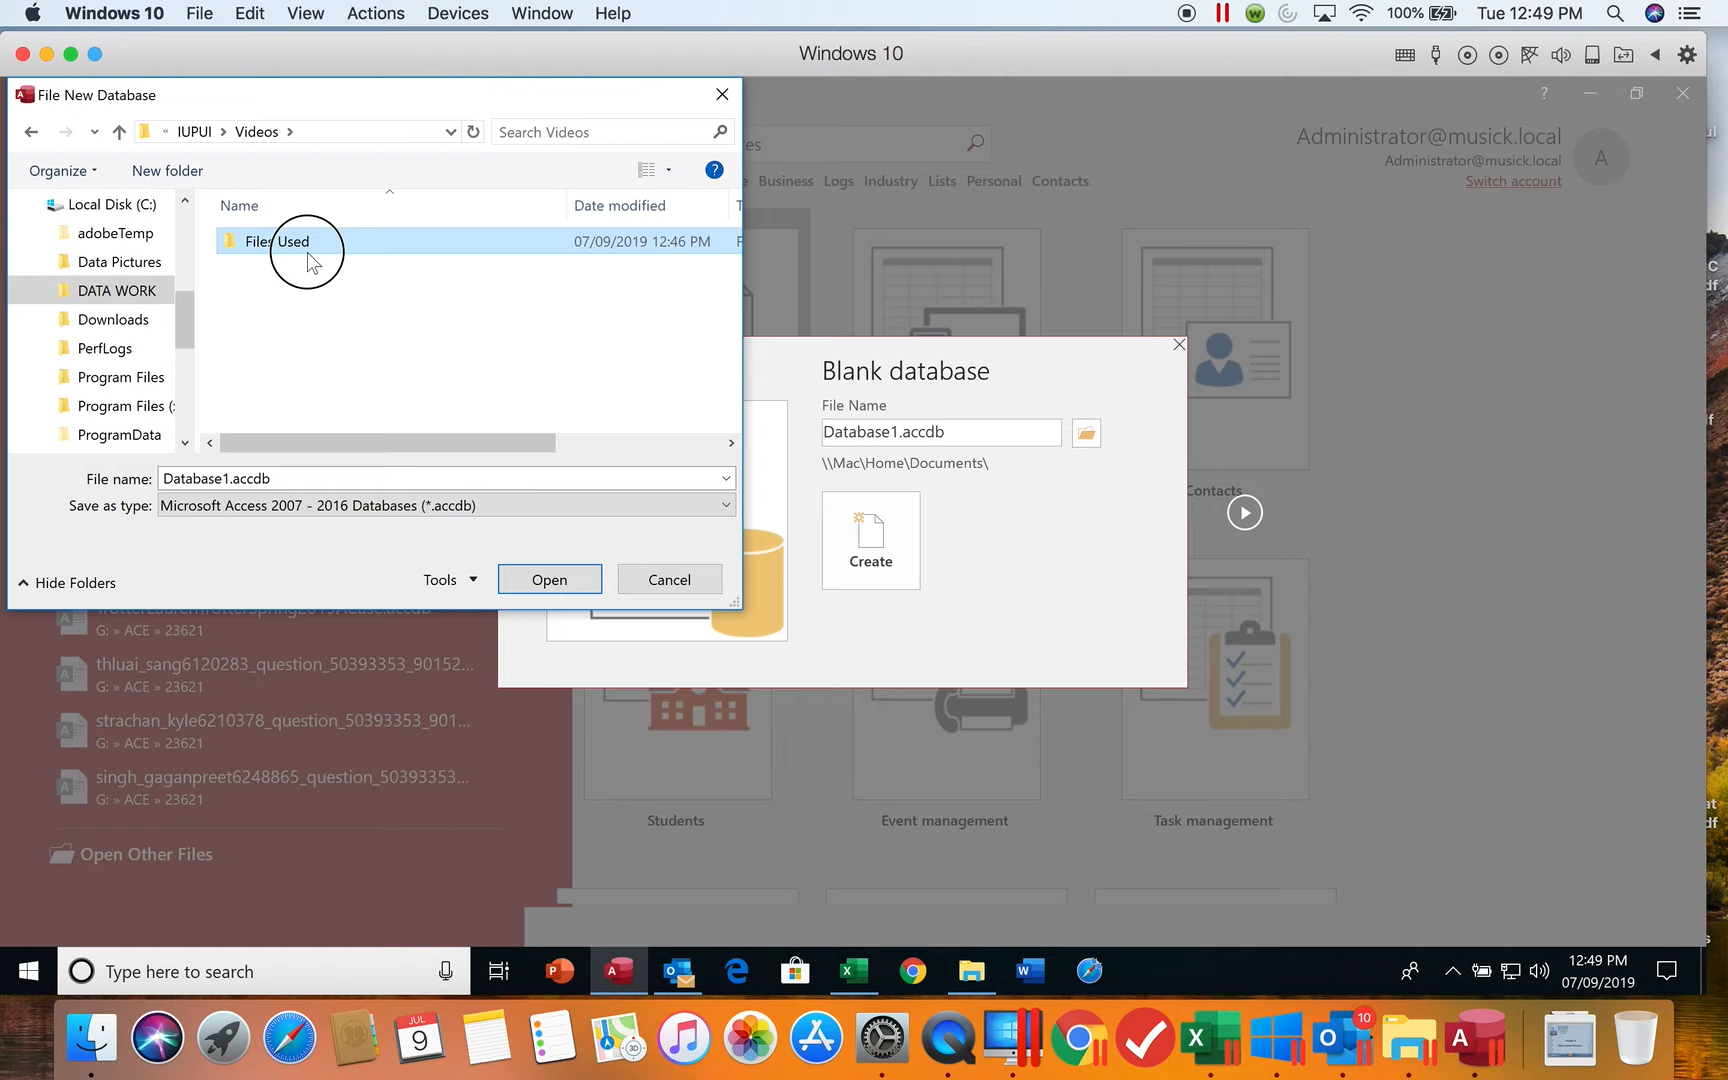 Windows 10 File Edit View Actions Devices Window Help 100% Tue 12:49 PM
Windows 10
File New Database
« IUPUI > Videos > Search Videos
Organize New folder
Name Date modified
Files Used 07/09/2019 12:46 PM
Local Disk (C:)
adobeTemp
Data Pictures
DATA WORK
Downloads
PerfLogs
Program Files
Program Files (
ProgramData
File name: Database1.accdb
Save as type: Microsoft Access 2007 - 2016 Databases (*.accdb)
Hide Folders Tools Open Cancel
Administrator@musick.local
Administrator@musick.local
Switch account
A
Business Logs Industry Lists Personal Contacts
Blank database
File Name
Database1.accdb
\\Mac\Home\Documents\
Create
Contacts
G: » ACE » 23621
thluai_sang6120283_question_50393353_90152...
G: » ACE » 23621
strachan_kyle6210378_question_50393353_901...
G: » ACE » 23621
singh_gaganpreet6248865_question_50393353...
G: » ACE » 23621
Open Other Files
Students Event management Task management
Type here to search
12:49 PM
07/09/2019
JUL
9
3D
10